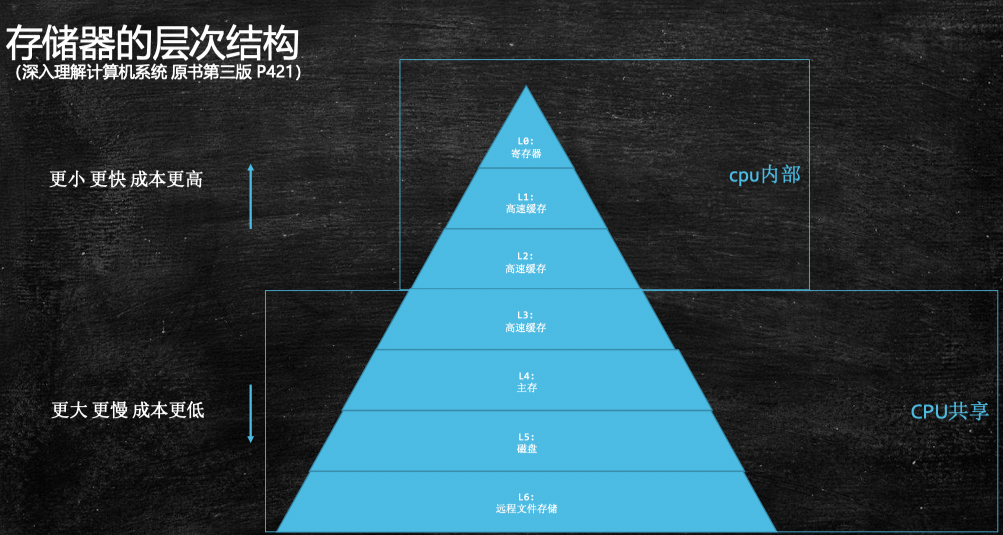 存储器的层次结构
（深入理解计算机系统 原书第三版 P421）
更小 更快 成本更高
L0:
寄存器
L1:
高速缓存
L2:
高速缓存
cpu内部
L3:
高速缓存
L4:
主存
L5:
磁盘
L6:
远程文件存储
更大 更慢 成本更低
CPU共享